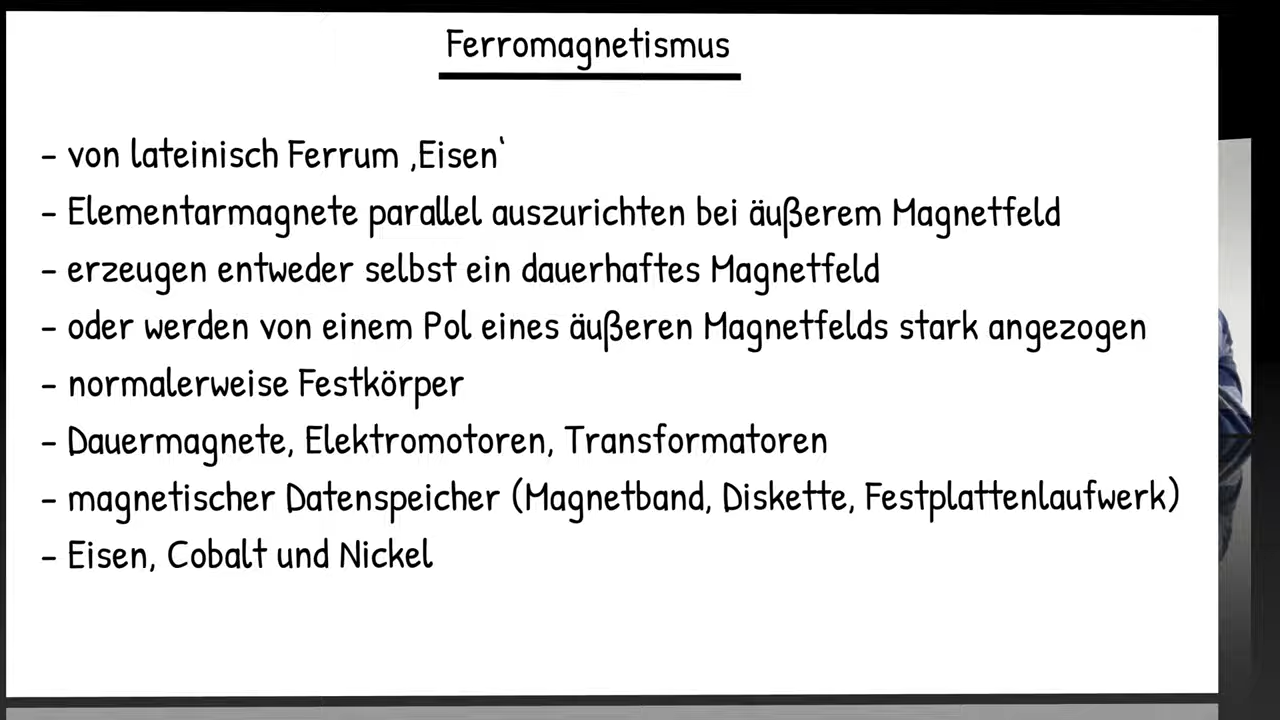 Ferromagnetismus
- von lateinisch Ferrum ‚Eisen‘
- Elementarmagnete parallel auszurichten bei äußerem Magnetfeld
- erzeugen entweder selbst ein dauerhaftes Magnetfeld
- oder werden von einem Pol eines äußeren Magnetfelds stark angezogen
- normalerweise Festkörper
- Dauermagnete, Elektromotoren, Transformatoren
- magnetischer Datenspeicher (Magnetband, Diskette, Festplattenlaufwerk)
- Eisen, Cobalt und Nickel